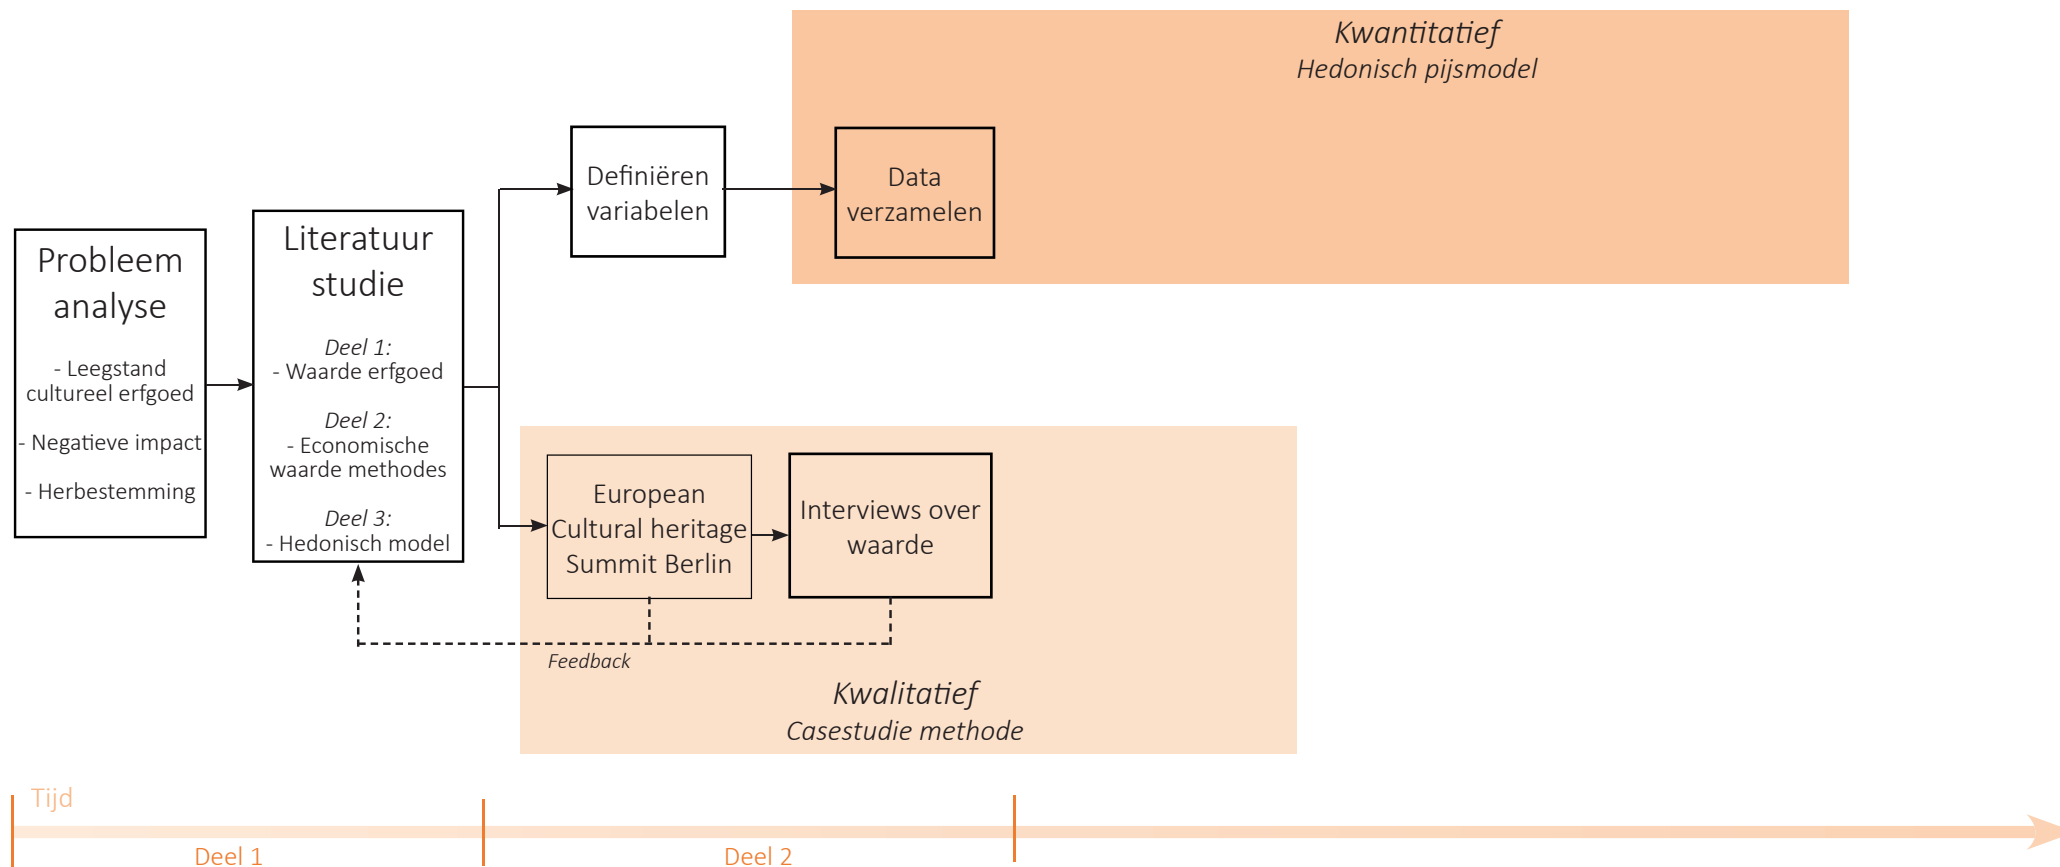 Kwantitatief
Hedonisch pijsmodel
Definiëren
variabelen
Data
verzamelen
Probleem
analyse
- Leegstand
cultureel erfgoed
- Negatieve impact
- Herbestemming
Literatuur
studie
Deel 1:
- Waarde erfgoed
Deel 2:
- Economische
waarde methodes
Deel 3:
- Hedonisch model
European
Cultural heritage
Summit Berlin
Interviews over
waarde
Feedback
Kwalitatief
Casestudie methode
Tijd
Deel 1
Deel 2